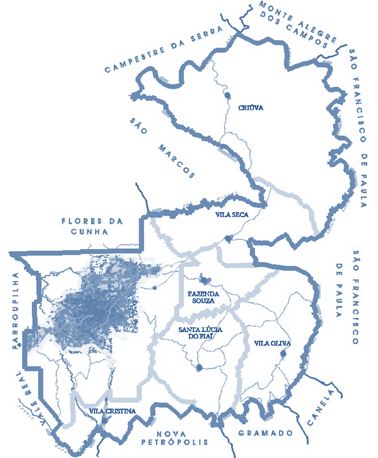 MONTE ALEGRE
DOS CAMPOS
CAMPESTRE DA SERRA
SÃO FRANCISCO DE PAULA
CRIÚVA
SÃO MARCOS
FLORES DA
CUNHA
VILA SECA
SÃO FRANCISCO
DE PAULA
FARROUPILHA
FAZENDA
SOUZA
SANTA LÚCIA
DO PIAÍ
VILA OLIVA
VALE REAL
VILA CRISTINA
NOVA
PETRÓPOLIS
GRAMADO
CANELA